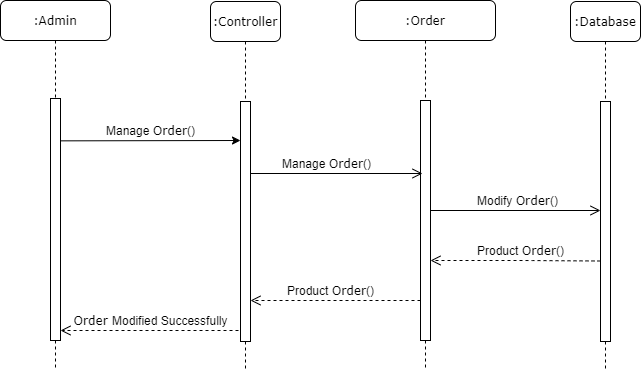 :Admin
:Controller
:Order
:Database
Manage Order()
Manage Order()
Modify Order()
Product Order()
Product Order()
Order Modified Successfully